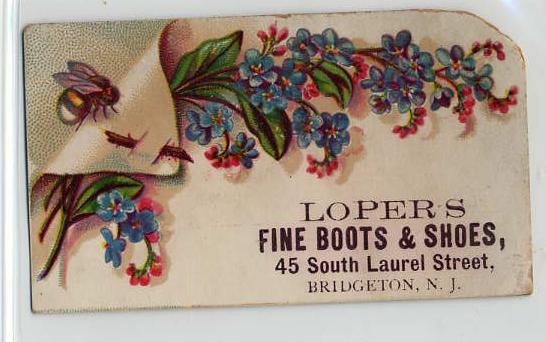 LOPER'S
FINE BOOTS & SHOES,
45 South Laurel Street,
BRIDGETON, N. J.